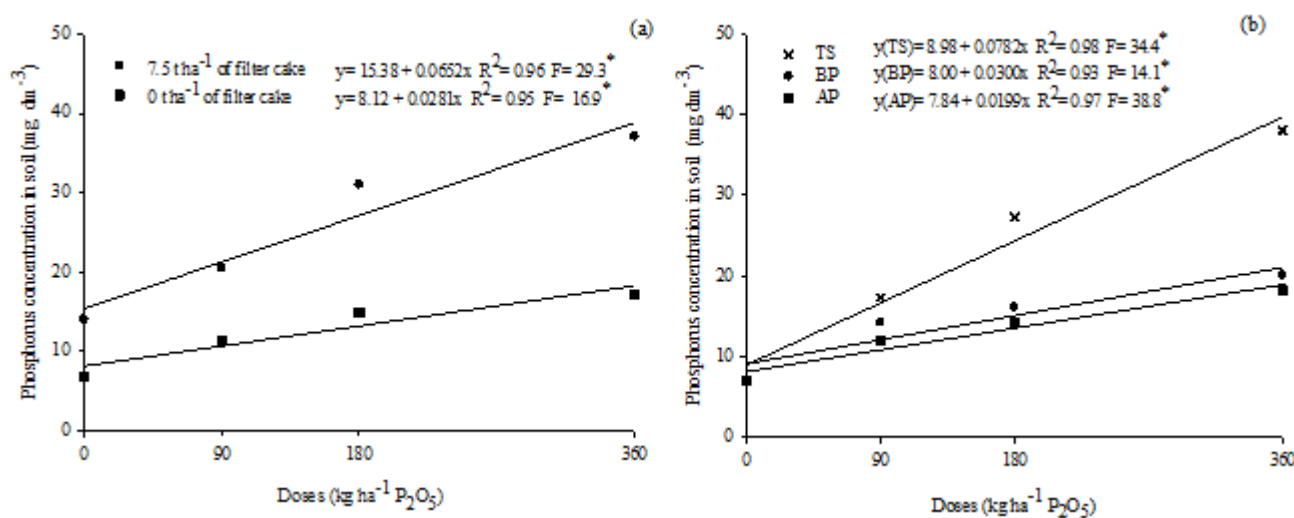 (a)
7.5 t ha⁻¹ of filter cake y= 15.38 + 0.0652x R²= 0.96 F= 29.3*
0 t ha⁻¹ of filter cake y=8.12 + 0.0281x R²= 0.95 F= 16.9*
Phosphorus concentration in soil (mg dm⁻³)
50
40
30
20
10
0
0 90 180 360
Doses (kg ha⁻¹ P₂O₅)
(b)
TS y(TS)= 8.98 + 0.0782x R²= 0.98 F= 34.4*
BP y(BP)= 8.00 + 0.0300x R²= 0.93 F= 14.1*
AP y(AP)= 7.84 + 0.0199x R²= 0.97 F= 38.8*
Phosphorus concentration in soil (mg dm⁻³)
50
40
30
20
10
0
0 90 180 360
Doses (kg ha⁻¹ P₂O₅)